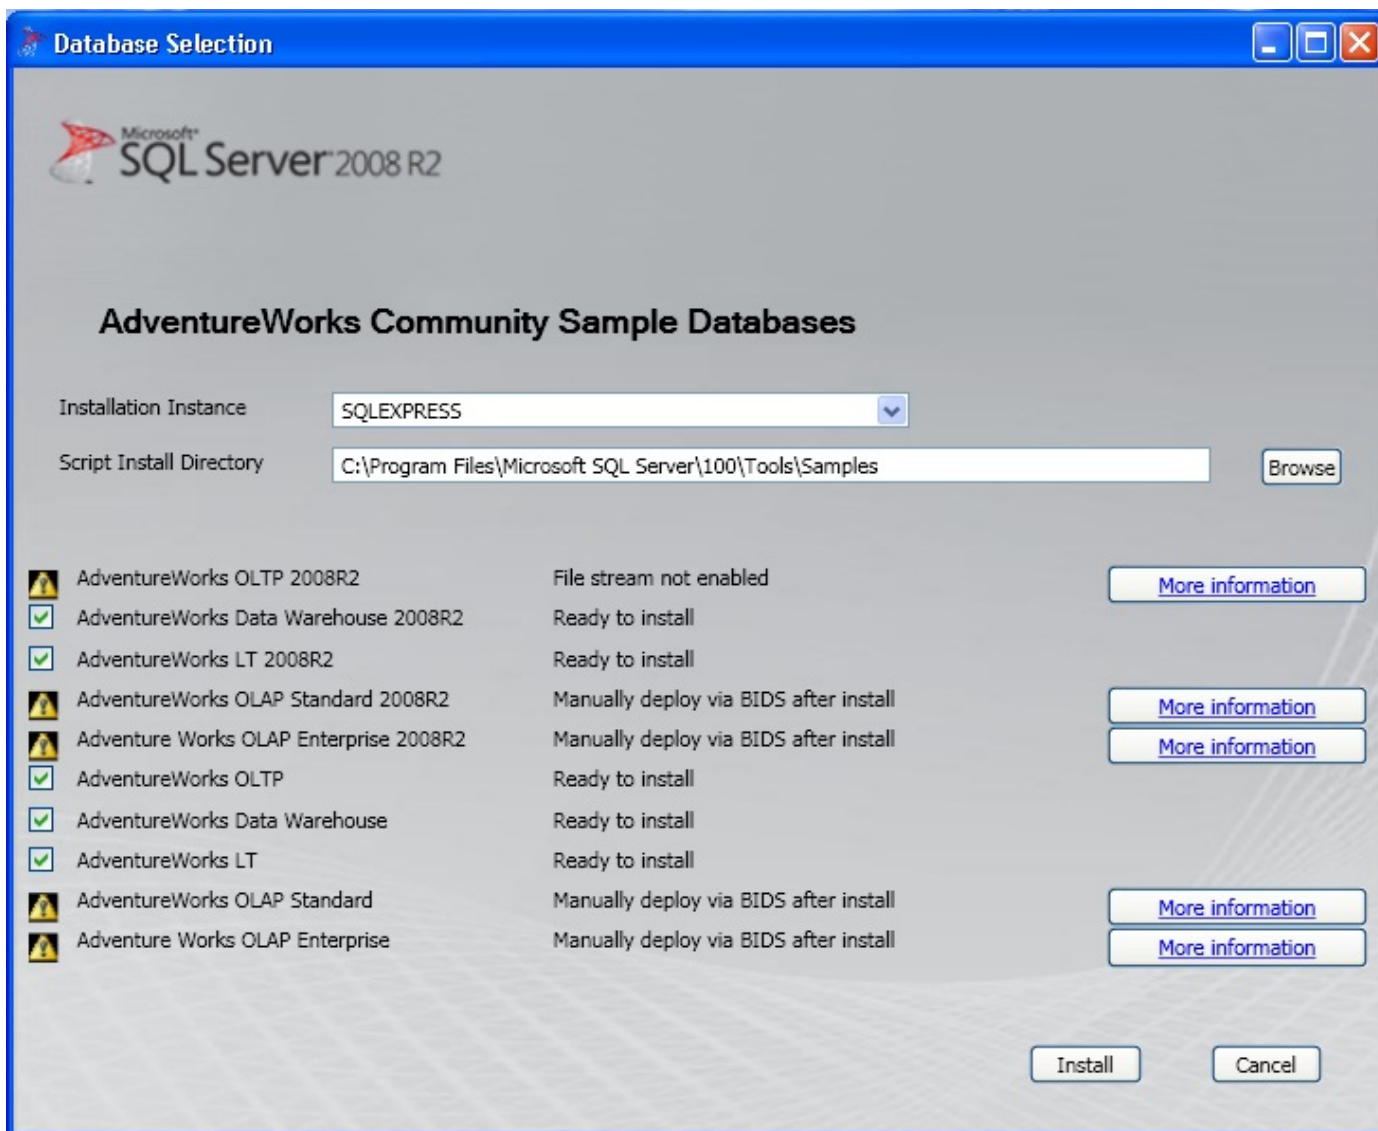 Database Selection
Microsoft®
SQL Server® 2008 R2
AdventureWorks Community Sample Databases
Installation Instance SQLEXPRESS
Script Install Directory C:\Program Files\Microsoft SQL Server\100\Tools\Samples Browse
AdventureWorks OLTP 2008R2 File stream not enabled More information
AdventureWorks Data Warehouse 2008R2 Ready to install
AdventureWorks LT 2008R2 Ready to install
AdventureWorks OLAP Standard 2008R2 Manually deploy via BIDS after install More information
Adventure Works OLAP Enterprise 2008R2 Manually deploy via BIDS after install More information
AdventureWorks OLTP Ready to install
AdventureWorks Data Warehouse Ready to install
AdventureWorks LT Ready to install
AdventureWorks OLAP Standard Manually deploy via BIDS after install More information
Adventure Works OLAP Enterprise Manually deploy via BIDS after install More information
Install Cancel